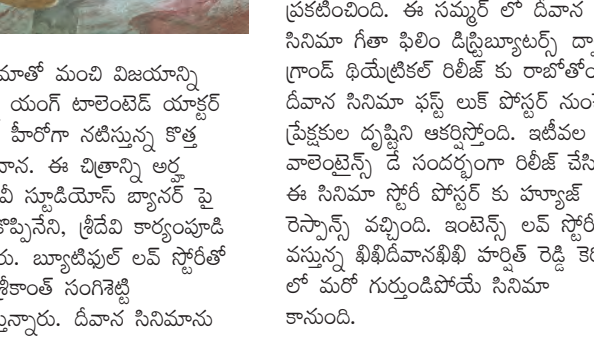 మాతో మంచి విజయాన్ని
యంగ్ టాలెంటెడ్ యాక్టర్
హీరోగా నటిస్తున్న కొత్త
వాన. ఈ చిత్రాన్ని అర్హ
వీ స్టూడియోస్ బ్యానర్ పై
కొప్పినేని, శ్రీదేవి కార్యంపూడి
రు. బ్యూటిఫుల్ లవ్ స్టోరీతో
శ్రీకాంత్ సంగిశెట్టి
తున్నారు. దీవాన సినిమాను
ప్రకటించింది. ఈ సమ్మర్ లో దీవాన
సినిమా గీతా ఫిలిం డిస్ట్రిబ్యూటర్స్ ద్వా
గ్రాండ్ థియేట్రికల్ రిలీజ్ కు రాబోతోం
దీవాన సినిమా ఫస్ట్ లుక్ పోస్టర్ నుం
ప్రేక్షకుల దృష్టిని ఆకర్షిస్తోంది. ఇటీవల
వాలెంటైన్స్ డే సందర్భంగా రిలీజ్ చేసి
ఈ సినిమా స్టోరీ పోస్టర్ కు హ్యూజ్
రెస్పాన్స్ వచ్చింది. ఇంటెన్స్ లవ్ స్టోరీ
వస్తున్న ఖిఖిదీవానఖిఖి హర్షిత్ రెడ్డి కెరి
లో మరో గుర్తుండిపోయే సినిమా
కానుంది.